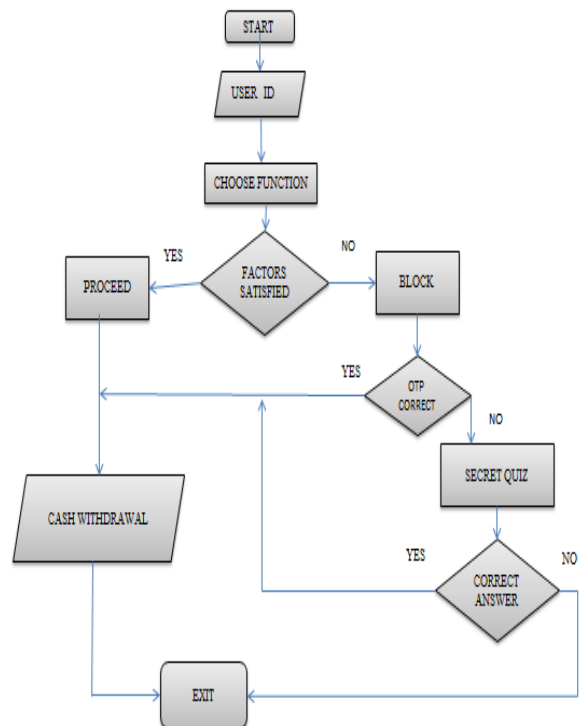 START
USER ID
CHOOSE FUNCTION
YES
NO
FACTORS
SATISFIED
PROCEED
BLOCK
YES
OTP
CORRECT
NO
SECRET QUIZ
CASH WITHDRAWAL
YES
NO
CORRECT
ANSWER
EXIT